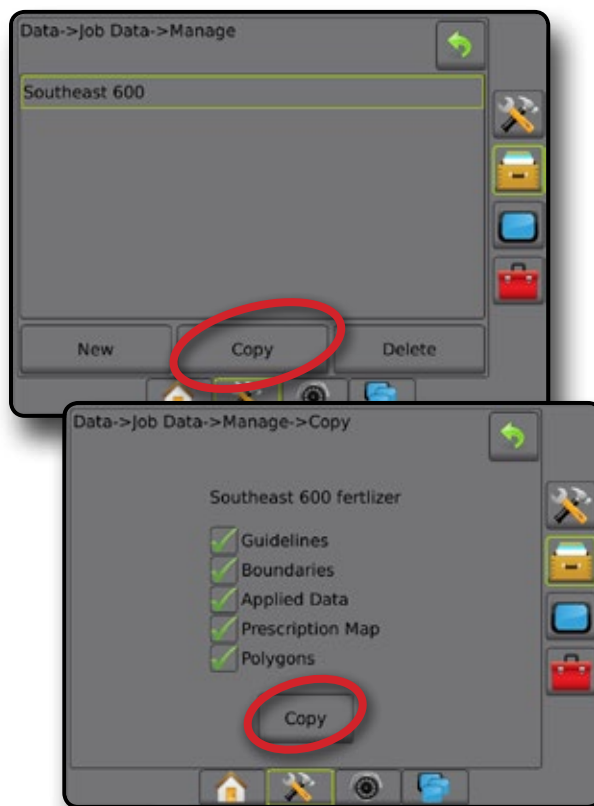 Data->Job Data->Manage
Southeast 600
New Copy Delete
Data->Job Data->Manage->Copy
Southeast 600 fertlizer
Guidelines
Boundaries
Applied Data
Prescription Map
Polygons
Copy